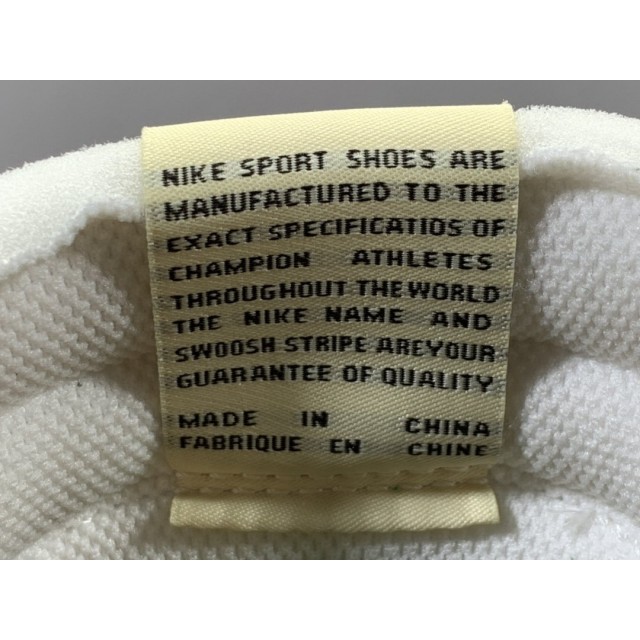 NIKE SPORT SHOES ARE
MANUFACTURED TO THE
EXACT SPECIFICATIOS OF
CHAMPION ATHLETES
THROUGHOUT THE WORLD
THE NIKE NAME AND
SWOOSH STRIPE AREYOUR
GUARANTEE OF QUALITY
MADE IN CHINA
FABRIQUE EN CHINE